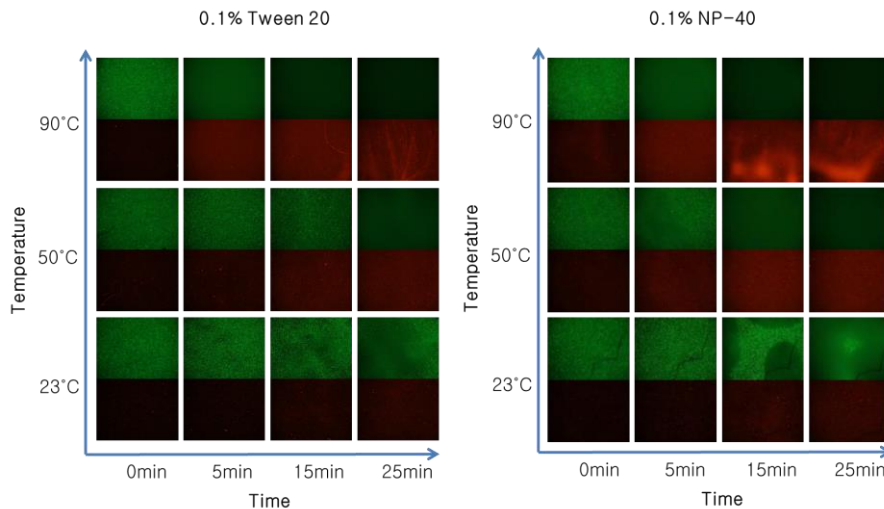 0.1% Tween 20
0.1% NP-40
Temperature
90°C
50°C
23°C
0min 5min 15min 25min
Time
Temperature
90°C
50°C
23°C
0min 5min 15min 25min
Time